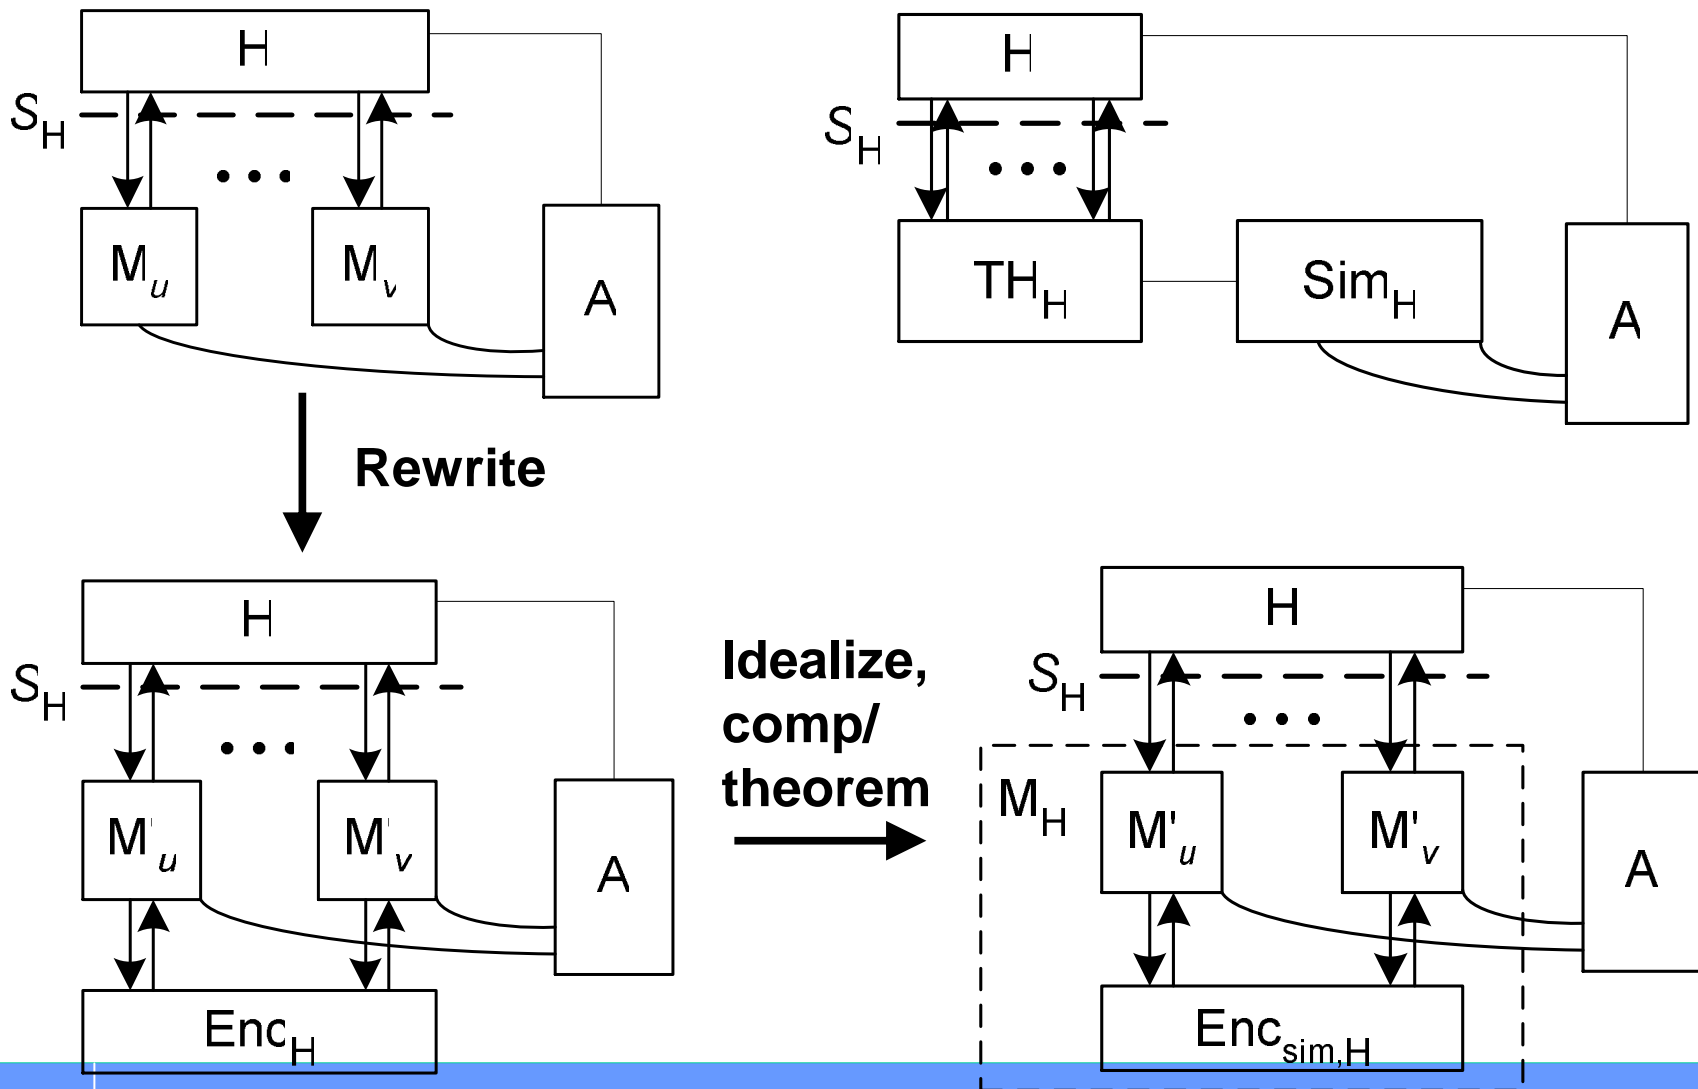 H
S_H
• • •
M_u
M_v
A
H
S_H
• • •
TH_H
Sim_H
A
Rewrite
H
S_H
• • •
M'_u
M'_v
A
Enc_H
Idealize,
comp/
theorem
H
S_H
• • •
M_H
M'_u
M'_v
A
Enc_sim,H